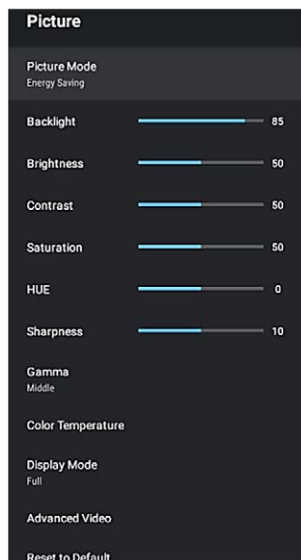 Picture
Picture Mode
Energy Saving
Backlight 85
Brightness 50
Contrast 50
Saturation 50
HUE 0
Sharpness 10
Gamma
Middle
Color Temperature
Display Mode
Full
Advanced Video
Reset to Default